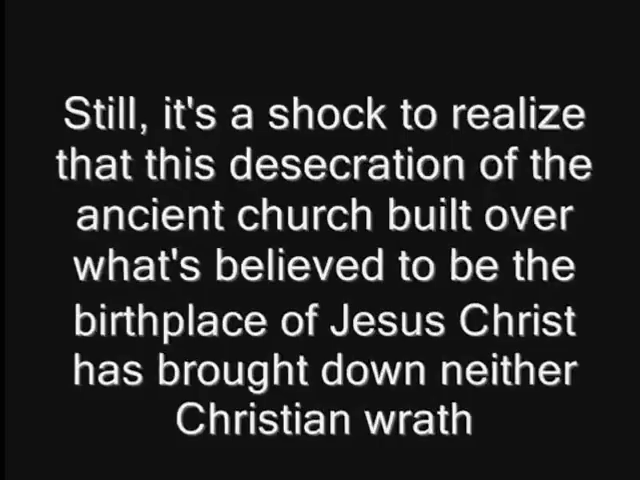 Still, it's a shock to realize
that this desecration of the
ancient church built over
what's believed to be the
birthplace of Jesus Christ
has brought down neither
Christian wrath